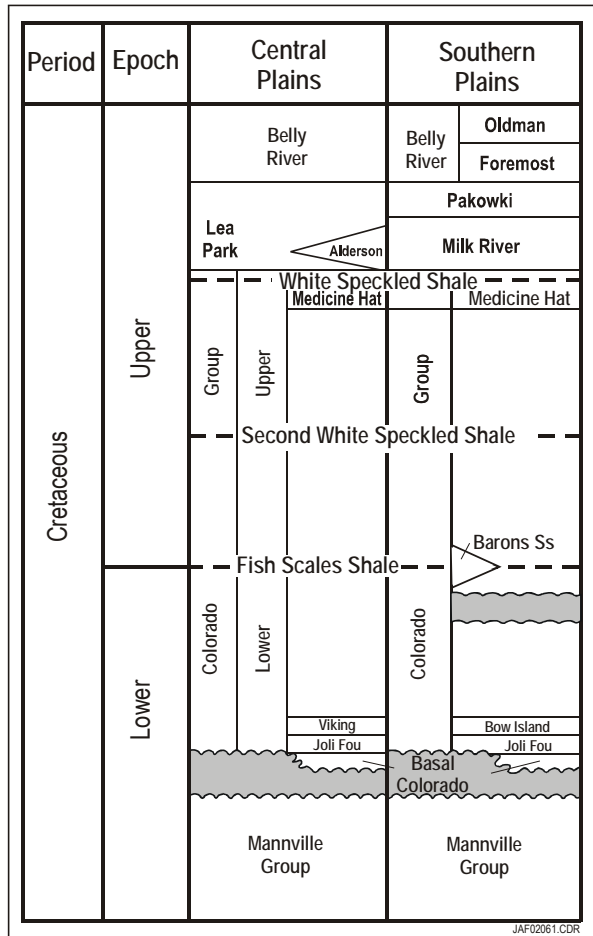 Period
Epoch
Central
Plains
Southern
Plains
Belly
River
Belly
River
Oldman
Foremost
Pakowki
Lea
Park
Alderson
Milk River
White Speckled Shale
Medicine Hat
Medicine Hat
Cretaceous
Upper
Group
Upper
Group
Second White Speckled Shale
Barons Ss
Fish Scales Shale
Lower
Colorado
Lower
Colorado
Viking
Bow Island
Joli Fou
Joli Fou
Basal
Colorado
Mannville
Group
Mannville
Group
JAF02061.CDR